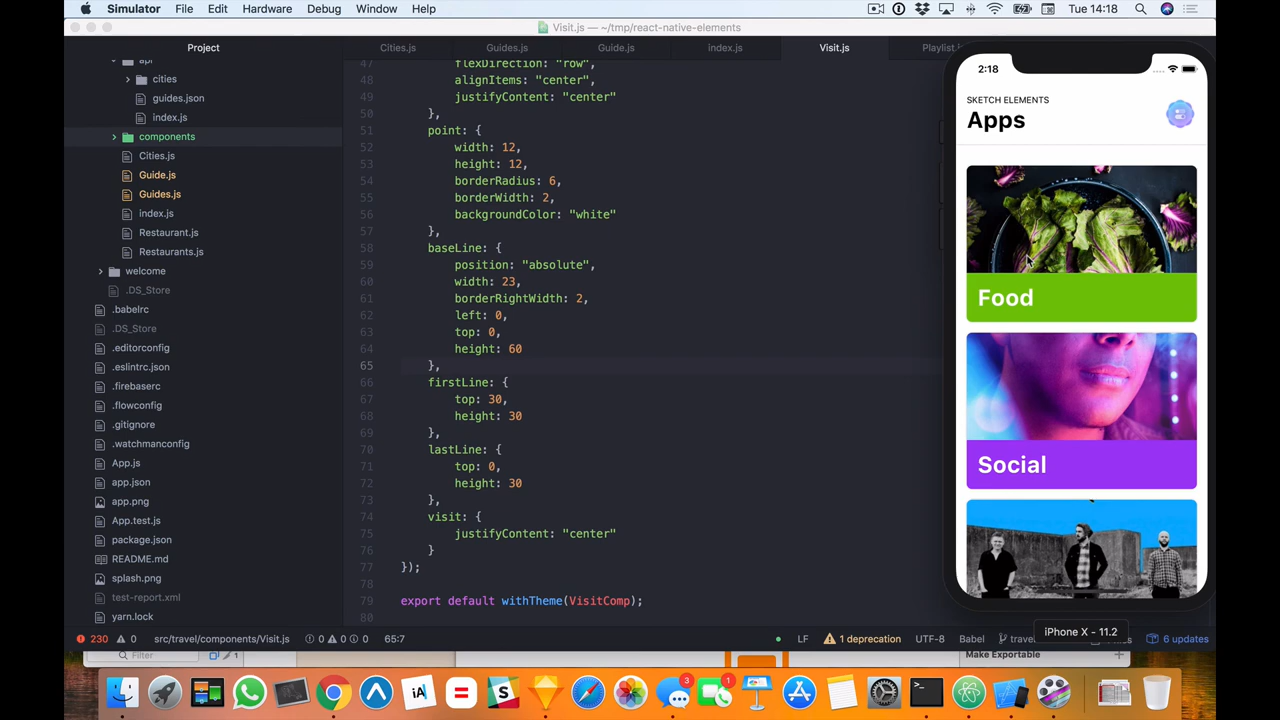 Simulator File Edit Hardware Debug Window Help Tue 14:18
Visit.js — ~/tmp/react-native-elements
Project Cities.js Guides.js Guide.js index.js Visit.js
api
cities
guides.json
index.js
components
Cities.js
Guide.js
Guides.js
index.js
Restaurant.js
Restaurants.js
welcome
.DS_Store
.babelrc
.DS_Store
.editorconfig
.eslintrc.json
.firebaserc
.flowconfig
.gitignore
.watchmanconfig
App.js
app.json
app.png
App.test.js
package.json
README.md
splash.png
test-report.xml
yarn.lock
47 flexDirection: "row",
48 alignItems: "center",
49 justifyContent: "center"
50 },
51 point: {
52 width: 12,
53 height: 12,
54 borderRadius: 6,
55 borderWidth: 2,
56 backgroundColor: "white"
57 },
58 baseLine: {
59 position: "absolute",
60 width: 23,
61 borderRightWidth: 2,
62 left: 0,
63 top: 0,
64 height: 60
65 },
66 firstLine: {
67 top: 30,
68 height: 30
69 },
70 lastLine: {
71 top: 0,
72 height: 30
73 },
74 visit: {
75 justifyContent: "center"
76 }
77 });
78
79 export default withTheme(VisitComp);
80
2:18
SKETCH ELEMENTS
Apps
Food
Social
iPhone X - 11.2
230 0 src/travel/components/Visit.js 0 0 0 65:7 LF 1 deprecation UTF-8 Babel 6 updates
Filter 1 Make Exportable
3 1